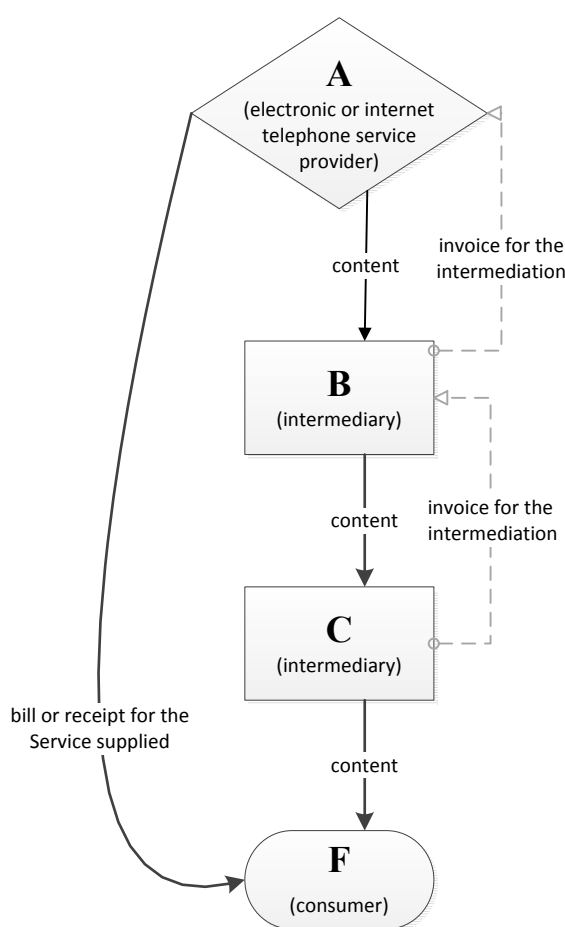 A
(electronic or internet
telephone service
provider)
invoice for the
intermediation
content
B
(intermediary)
invoice for the
intermediation
content
C
(intermediary)
bill or receipt for the
Service supplied
content
F
(consumer)